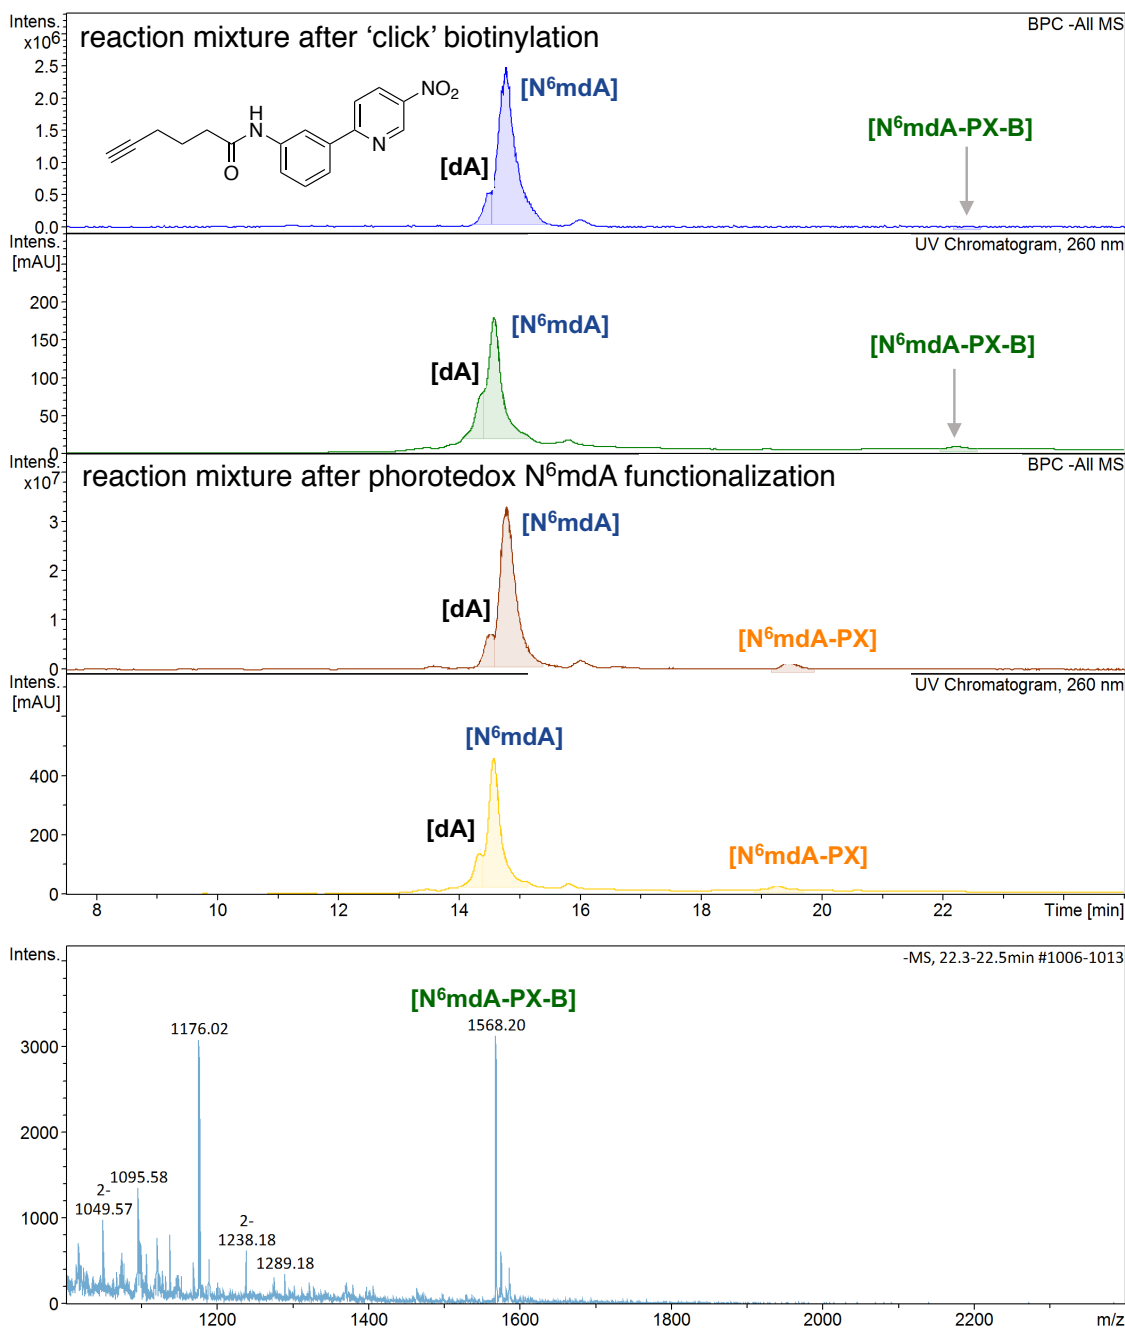 Intens.
x10⁶
reaction mixture after ‘click’ biotinylation
BPC -All MS
2.5
2.0
1.5
1.0
0.5
0.0
H
N
O
N
NO₂
[dA]
[N⁶mdA]
[N⁶mdA-PX-B]
Intens.
[mAU]
UV Chromatogram, 260 nm
200
150
100
50
0
[dA]
[N⁶mdA]
[N⁶mdA-PX-B]
Intens.
x10⁷
reaction mixture after phorotedox N⁶mdA functionalization
BPC -All MS
3
2
1
0
[dA]
[N⁶mdA]
[N⁶mdA-PX]
Intens.
[mAU]
UV Chromatogram, 260 nm
400
200
0
[N⁶mdA]
[dA]
[N⁶mdA-PX]
8 10 12 14 16 18 20 22 Time [min]
Intens.
-MS, 22.3-22.5min #1006-1013
[N⁶mdA-PX-B]
3000
2000
1000
0
1176.02
1568.20
1095.58
2-
1049.57
2-
1238.18
1289.18
1200 1400 1600 1800 2000 2200 m/z